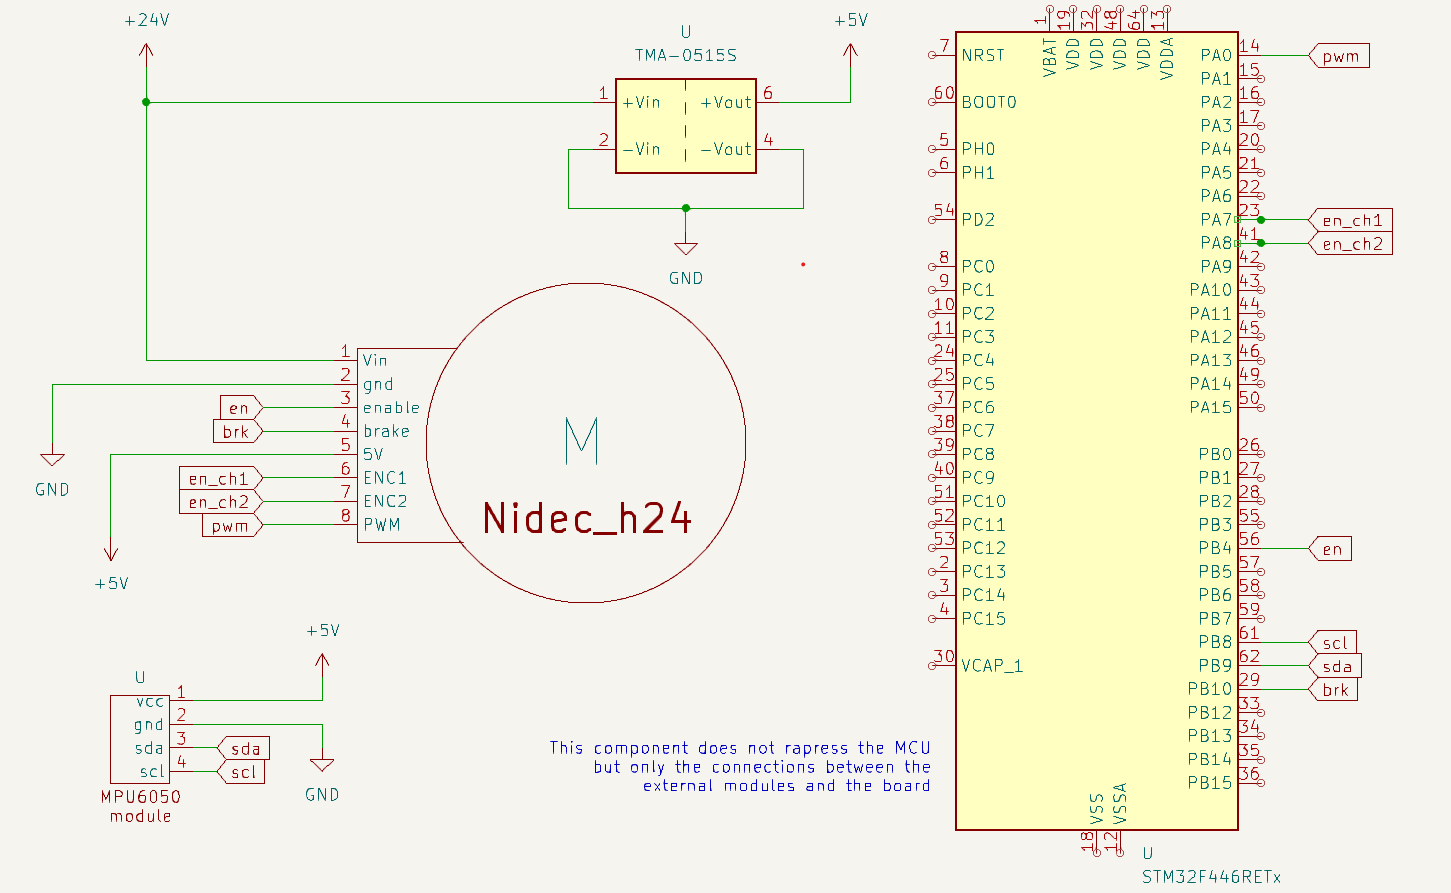 +24V
U
TMA-0515S
+5V
1 +Vin
+Vout 6
2 -Vin
-Vout 4
GND
1 Vin
2 gnd
en 3 enable
brk 4 brake
5 5V
en_ch1 6 ENC1
en_ch2 7 ENC2
pwm 8 PWM
GND
+5V
M
Nidec_h24
+5V
U
vcc 1
gnd 2
sda 3 sda
scl 4 scl
MPU6050
module
GND
This component does not rapress the MCU
but only the connections between the
external modules and the board
1 19 32 48 64 13
VBAT VDD VDD VDD VDD VDDA
7 NRST
60 BOOT0
5 PH0
6 PH1
54 PD2
8 PC0
9 PC1
10 PC2
11 PC3
24 PC4
25 PC5
37 PC6
38 PC7
39 PC8
40 PC9
51 PC10
52 PC11
53 PC12
2 PC13
3 PC14
4 PC15
30 VCAP_1
PA0 14 pwm
PA1 15
PA2 16
PA3 17
PA4 20
PA5 21
PA6 22
PA7 23 en_ch1
PA8 41 en_ch2
PA9 42
PA10 43
PA11 44
PA12 45
PA13 46
PA14 49
PA15 50
PB0 26
PB1 27
PB2 28
PB3 55
PB4 56 en
PB5 57
PB6 58
PB7 59
PB8 61 scl
PB9 62 sda
PB10 29 brk
PB12 33
PB13 34
PB14 35
PB15 36
VSS VSSA
18 12
U
STM32F446RETx